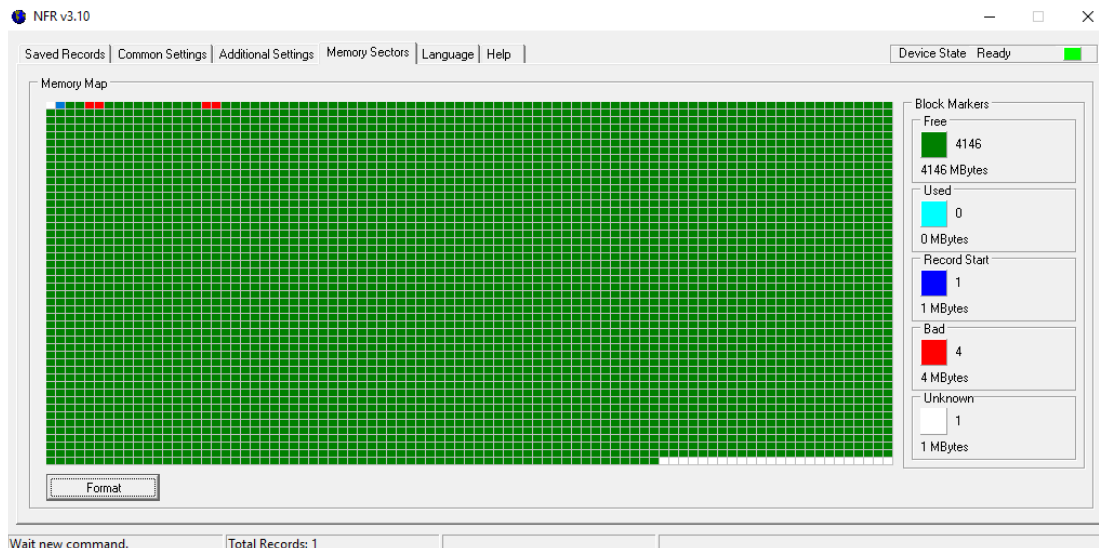 NFR v3.10
Saved Records Common Settings Additional Settings Memory Sectors Language Help
Device State Ready
Memory Map
Block Markers
Free
4146
4146 MBytes
Used
0
0 MBytes
Record Start
1
1 MBytes
Bad
4
4 MBytes
Unknown
1
1 MBytes
Format
Wait new command. Total Records: 1